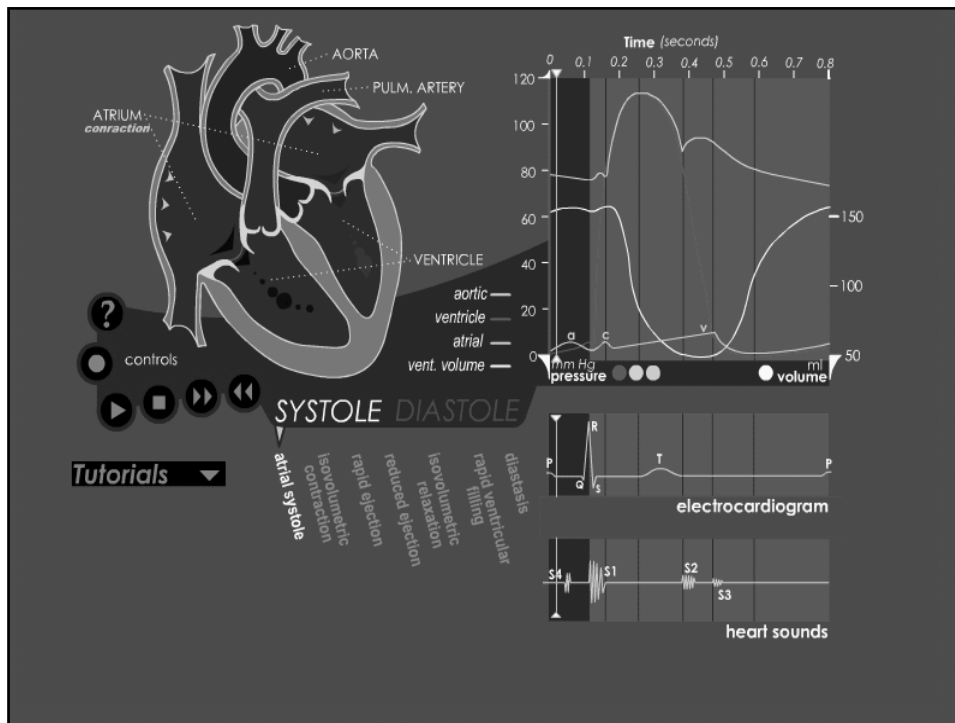 AORTA
PULM. ARTERY
ATRIUM
conraction
VENTRICLE
aortic
ventricle
atrial
vent. volume
?
controls
SYSTOLE DIASTOLE
atrial systole
isovolumetric
contraction
rapid ejection
reduced ejection
isovolumetric
relaxation
rapid ventricular
filling
diastasis
Tutorials
Time (seconds)
0 0.1 0.2 0.3 0.4 0.5 0.6 0.7 0.8
120
100
80
60
40
20
0
150
100
50
a c v
mm Hg ml
pressure volume
P Q R S T P
electrocardiogram
S4 S1 S2 S3
heart sounds